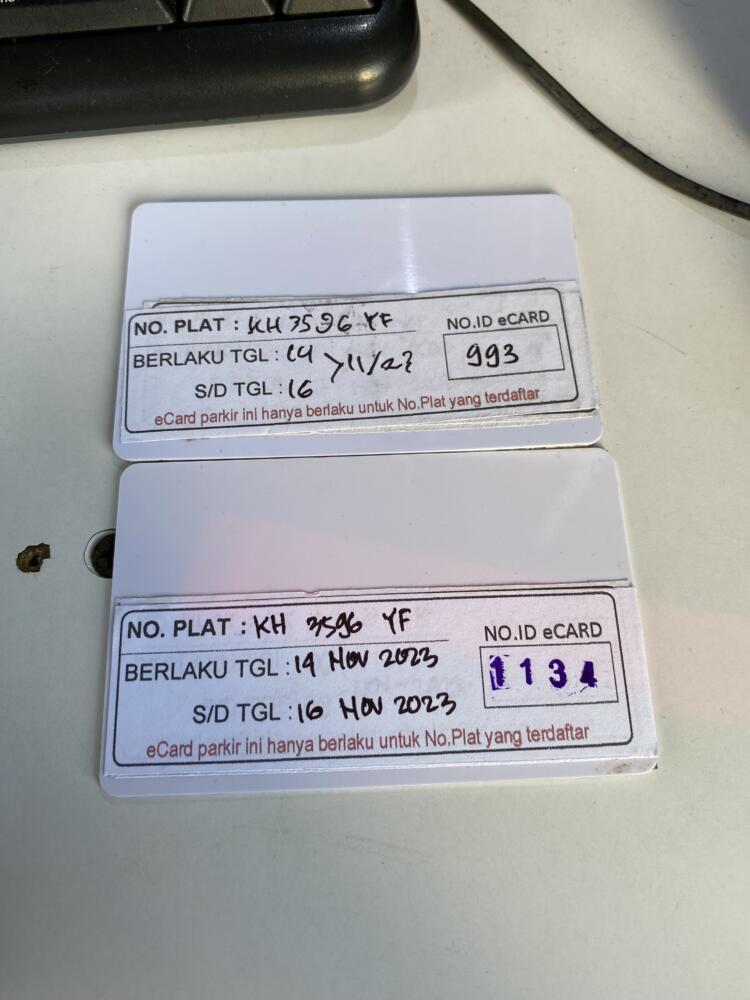 NO. PLAT : KH 3596 YF
NO.ID eCARD
BERLAKU TGL : 14 >11/23
993
S/D TGL : 16
eCard parkir ini hanya berlaku untuk No.Plat yang terdaftar
NO. PLAT : KH 3596 YF
NO.ID eCARD
BERLAKU TGL : 14 NOV 2023
1134
S/D TGL : 16 NOV 2023
eCard parkir ini hanya berlaku untuk No.Plat yang terdaftar